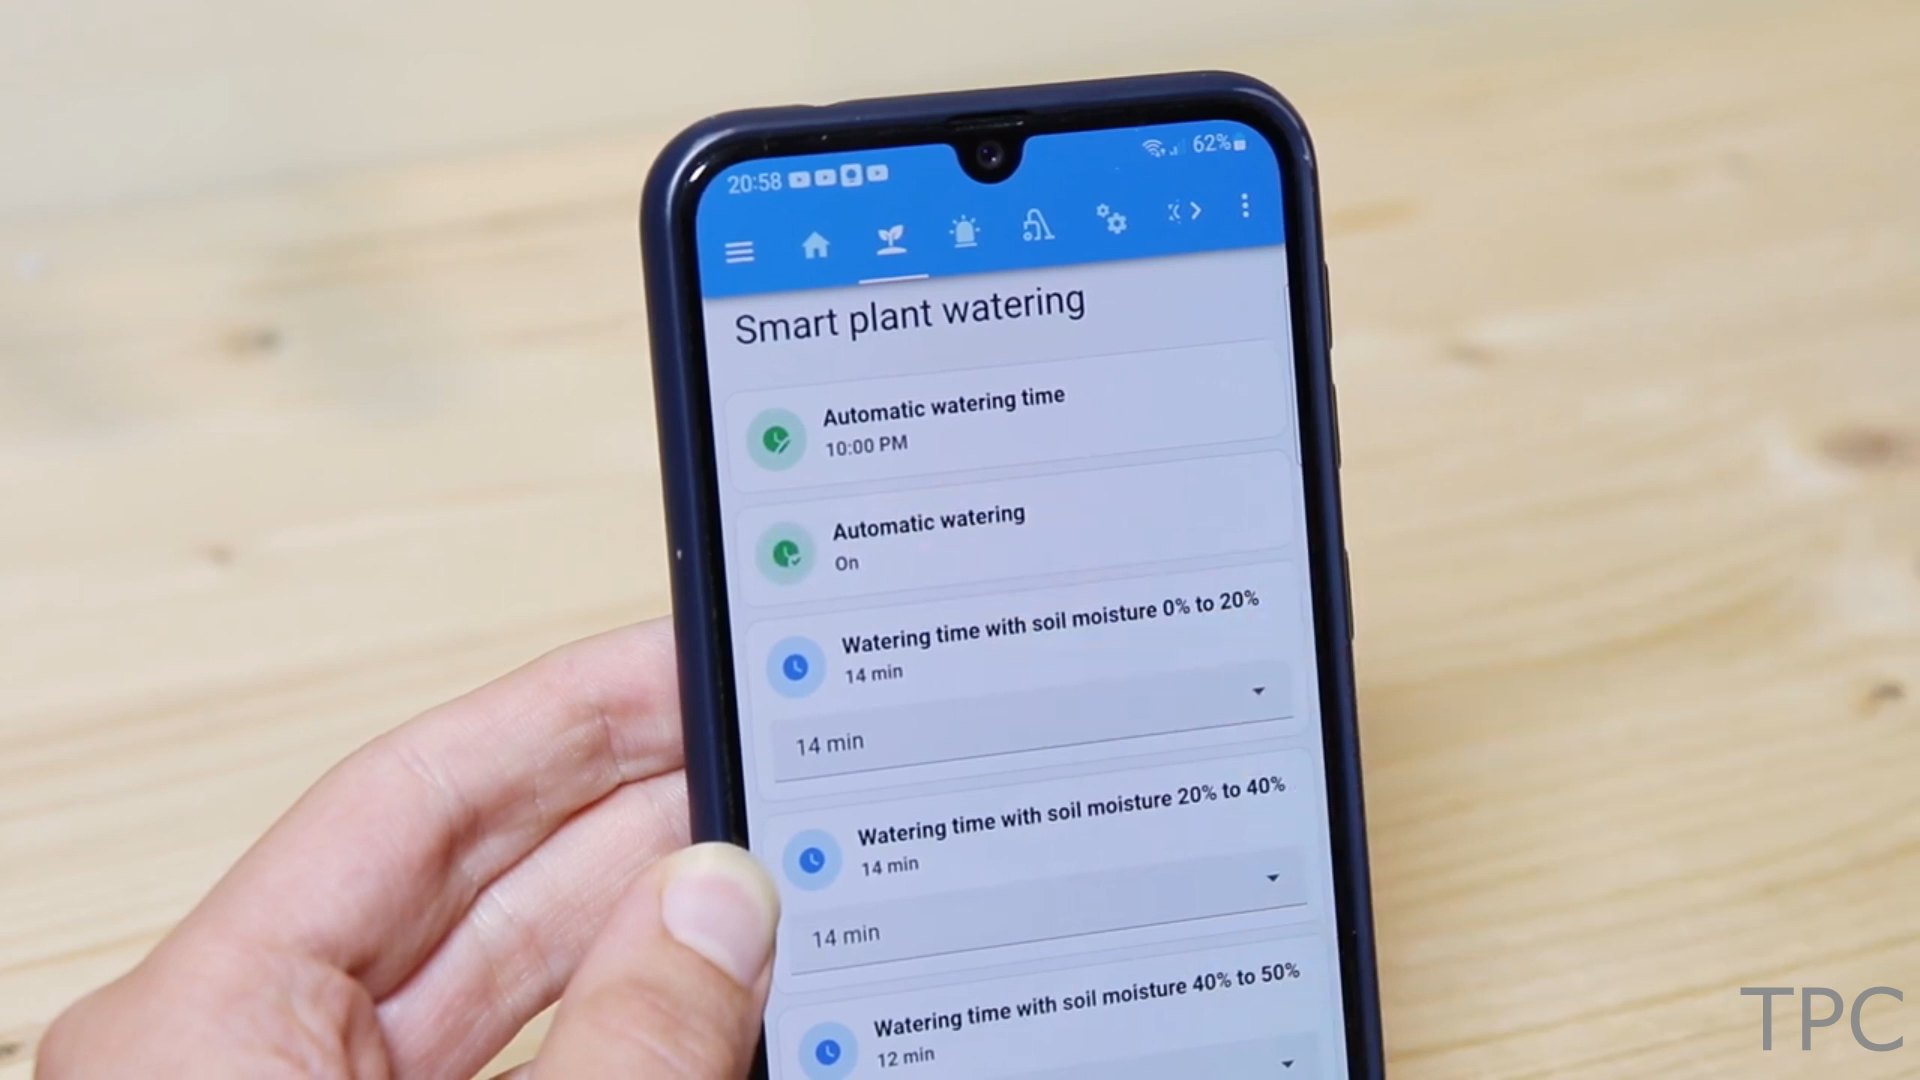 20:58
62%
Smart plant watering
Automatic watering time
10:00 PM
Automatic watering
On
Watering time with soil moisture 0% to 20%
14 min
14 min
Watering time with soil moisture 20% to 40%
14 min
14 min
Watering time with soil moisture 40% to 50%
12 min
TPC